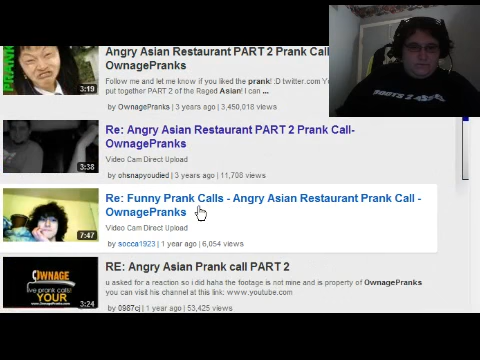 PRANK
3:19
Angry Asian Restaurant PART 2 Prank Call
OwnagePranks
Follow me and let me know if you liked the prank! :D twitter.com
put together PART 2 of the Raged Asian! I can ...
by OwnagePranks | 3 years ago | 3,450,018 views
3:38
Re: Angry Asian Restaurant PART 2 Prank Call-
OwnagePranks
Video Cam Direct Upload
by ohsnapyoudied | 3 years ago | 11,708 views
7:47
Re: Funny Prank Calls - Angry Asian Restaurant Prank Call -
OwnagePranks
Video Cam Direct Upload
by socca1923 | 1 year ago | 6,054 views
OWNAGE
live prank calls!
YOUR
3:24
RE: Angry Asian Prank call PART 2
u asked for a reaction so i did haha the footage is not mine and is property of OwnagePranks
you can visit his channel at this link: www.youtube.com
by 0987cj | 1 year ago | 53,425 views